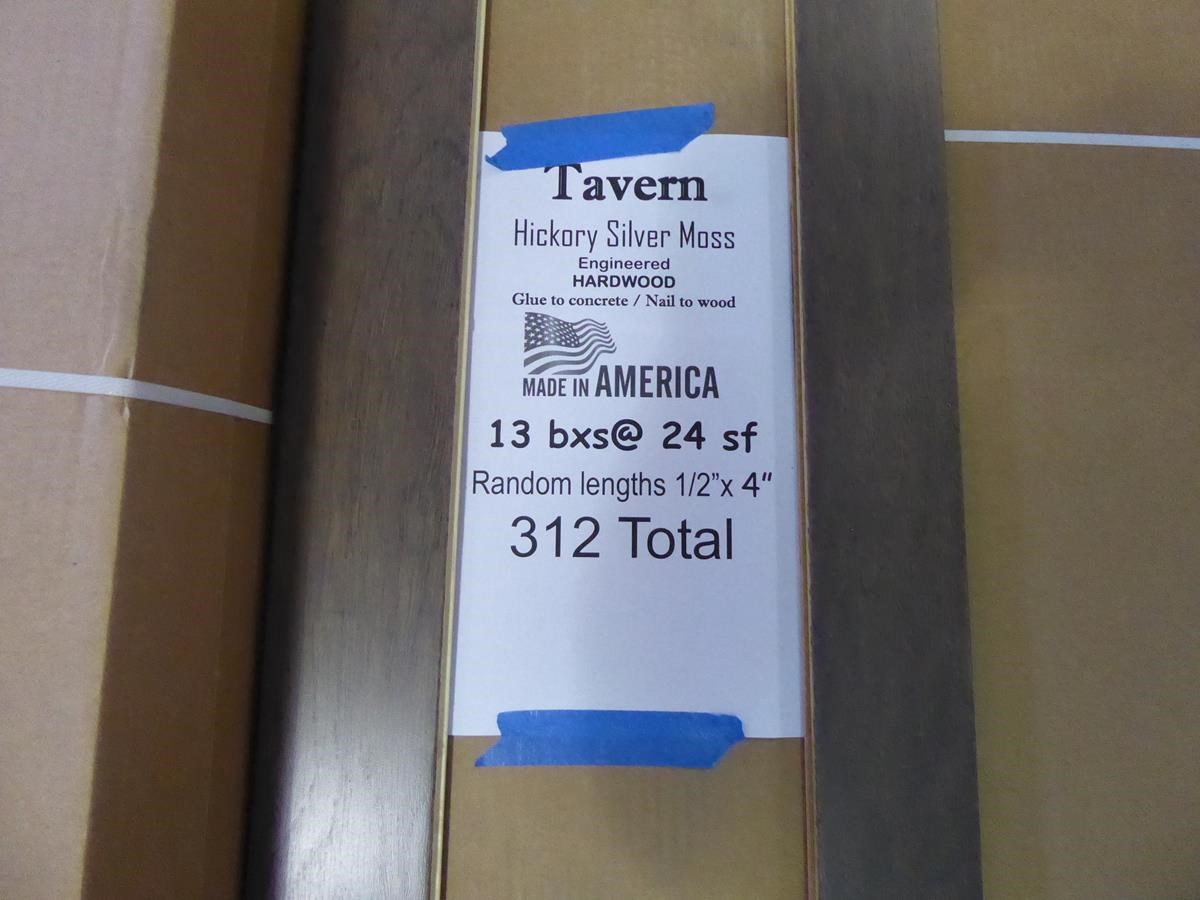 Tavern
Hickory Silver Moss
Engineered
HARDWOOD
Glue to concrete / Nail to wood
MADE IN AMERICA
13 bxs@ 24 sf
Random lengths 1/2”x 4“
312 Total